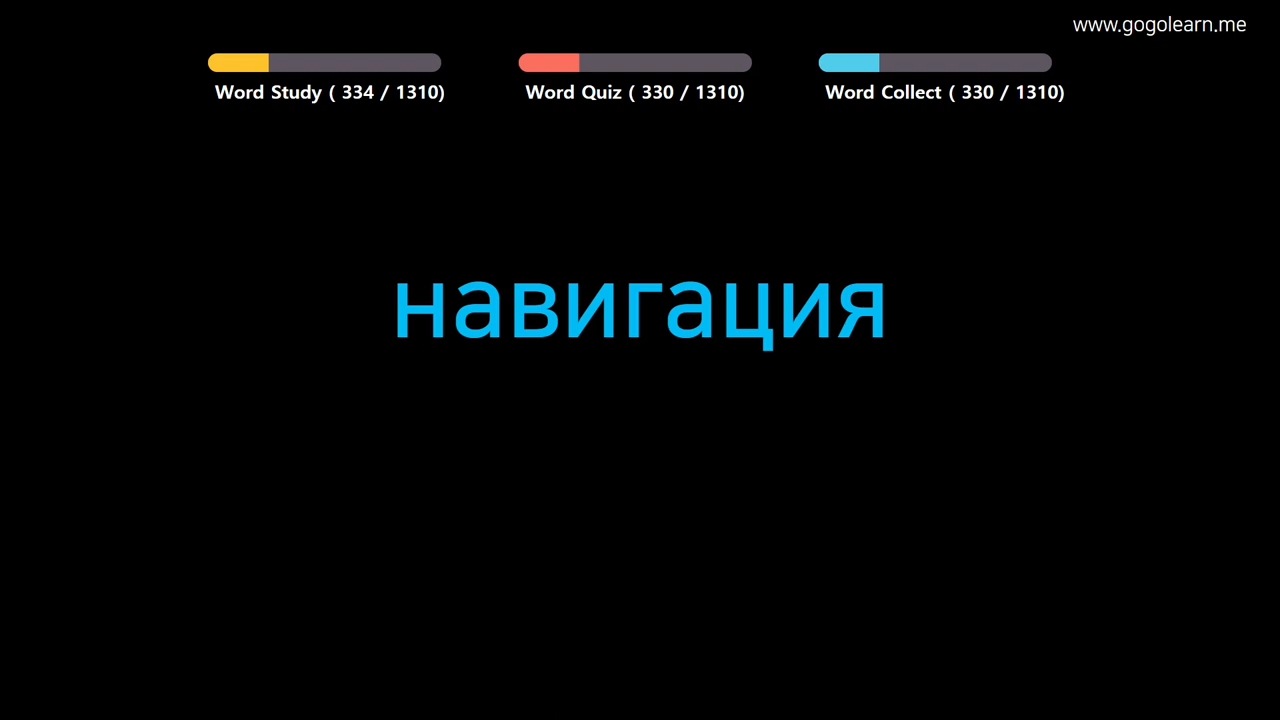 www.gogolearn.me
Word Study ( 334 / 1310)
Word Quiz ( 330 / 1310)
Word Collect ( 330 / 1310)
навигация